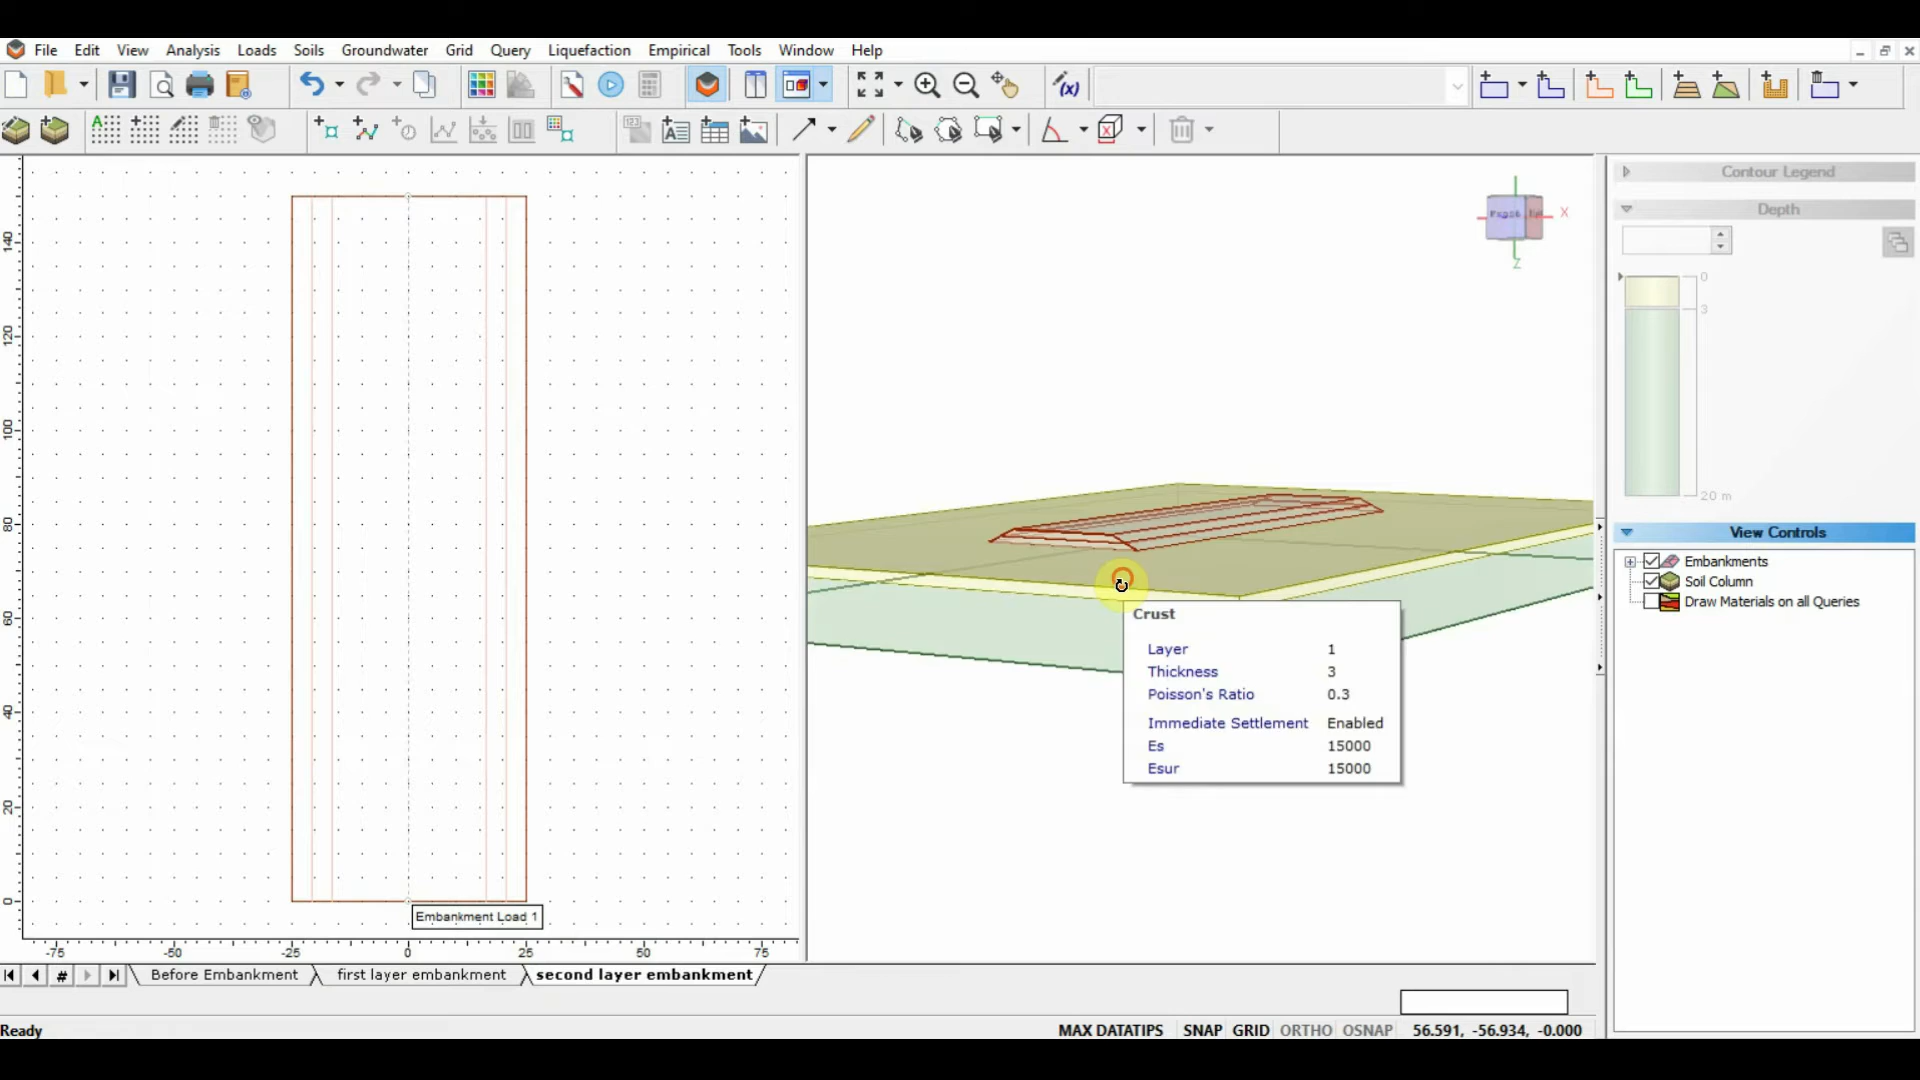 File Edit View Analysis Loads Soils Groundwater Grid Query Liquefaction Empirical Tools Window Help
(x)
A
123
Contour Legend
Depth
0
3
20 m
X
Z
View Controls
Embankments
Soil Column
Draw Materials on all Queries
140
120
100
80
60
40
20
0
Crust
Layer 1
Thickness 3
Poisson's Ratio 0.3
Immediate Settlement Enabled
Es 15000
Esur 15000
Embankment Load 1
-75 -50 -25 0 25 50 75
# Before Embankment first layer embankment second layer embankment
Ready MAX DATATIPS SNAP GRID ORTHO OSNAP 56.591, -56.934, -0.000